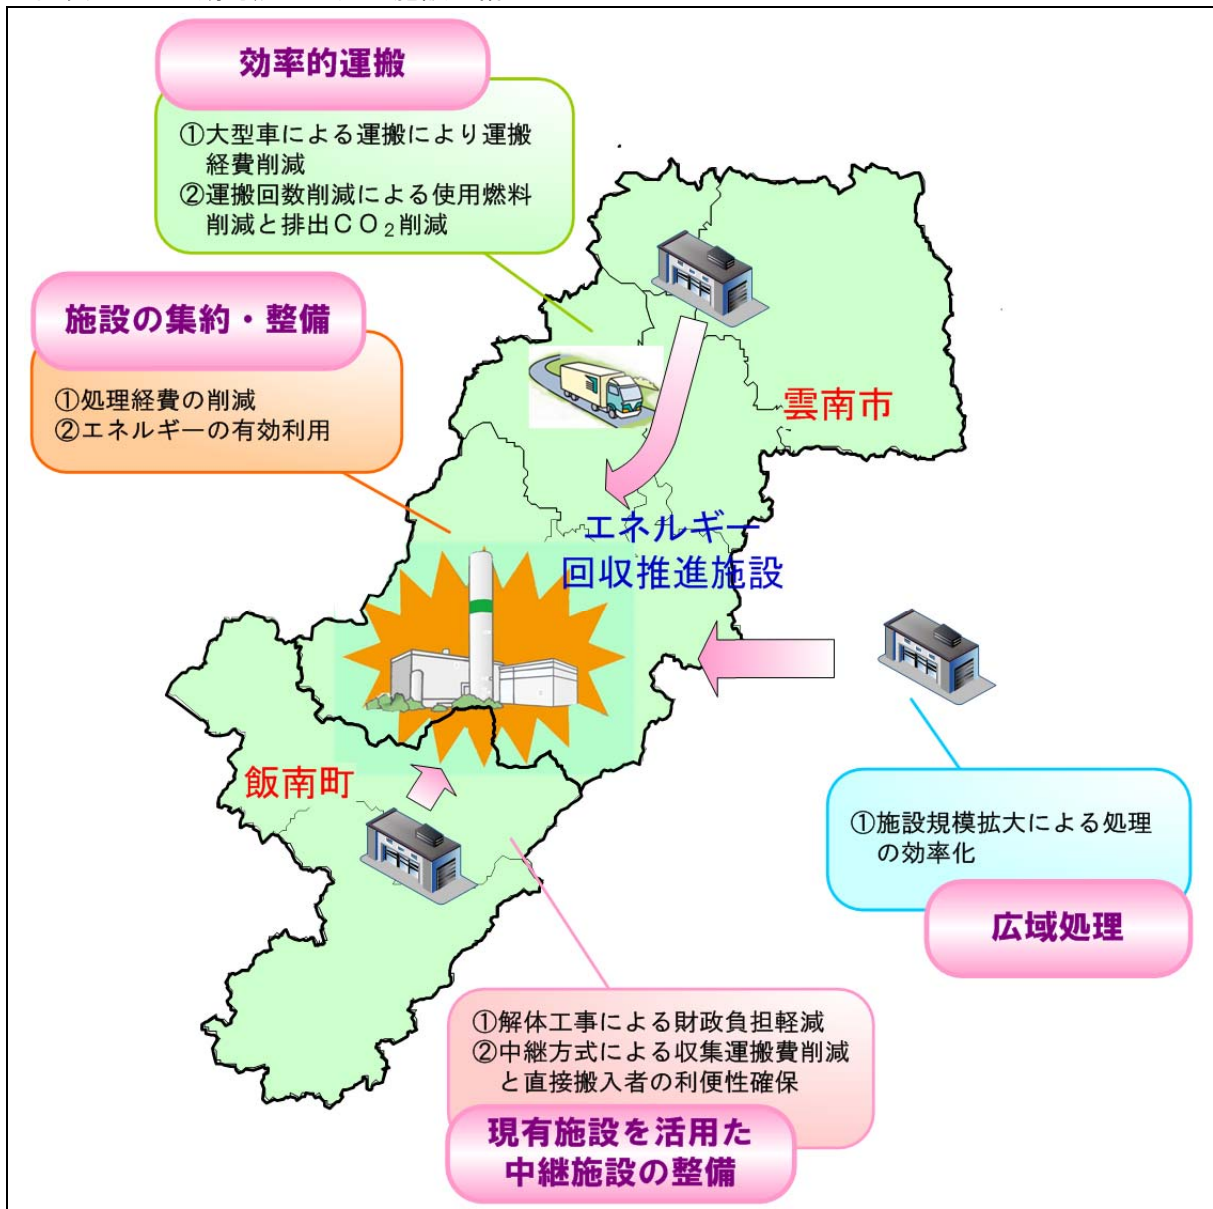 効率的運搬
①大型車による運搬により運搬
経費削減
②運搬回数削減による使用燃料
削減と排出CO₂削減
施設の集約・整備
①処理経費の削減
②エネルギーの有効利用
雲南市
エネルギー
回収推進施設
飯南町
①施設規模拡大による処理
の効率化
広域処理
①解体工事による財政負担軽減
②中継方式による収集運搬費削減
と直接搬入者の利便性確保
現有施設を活用た
中継施設の整備